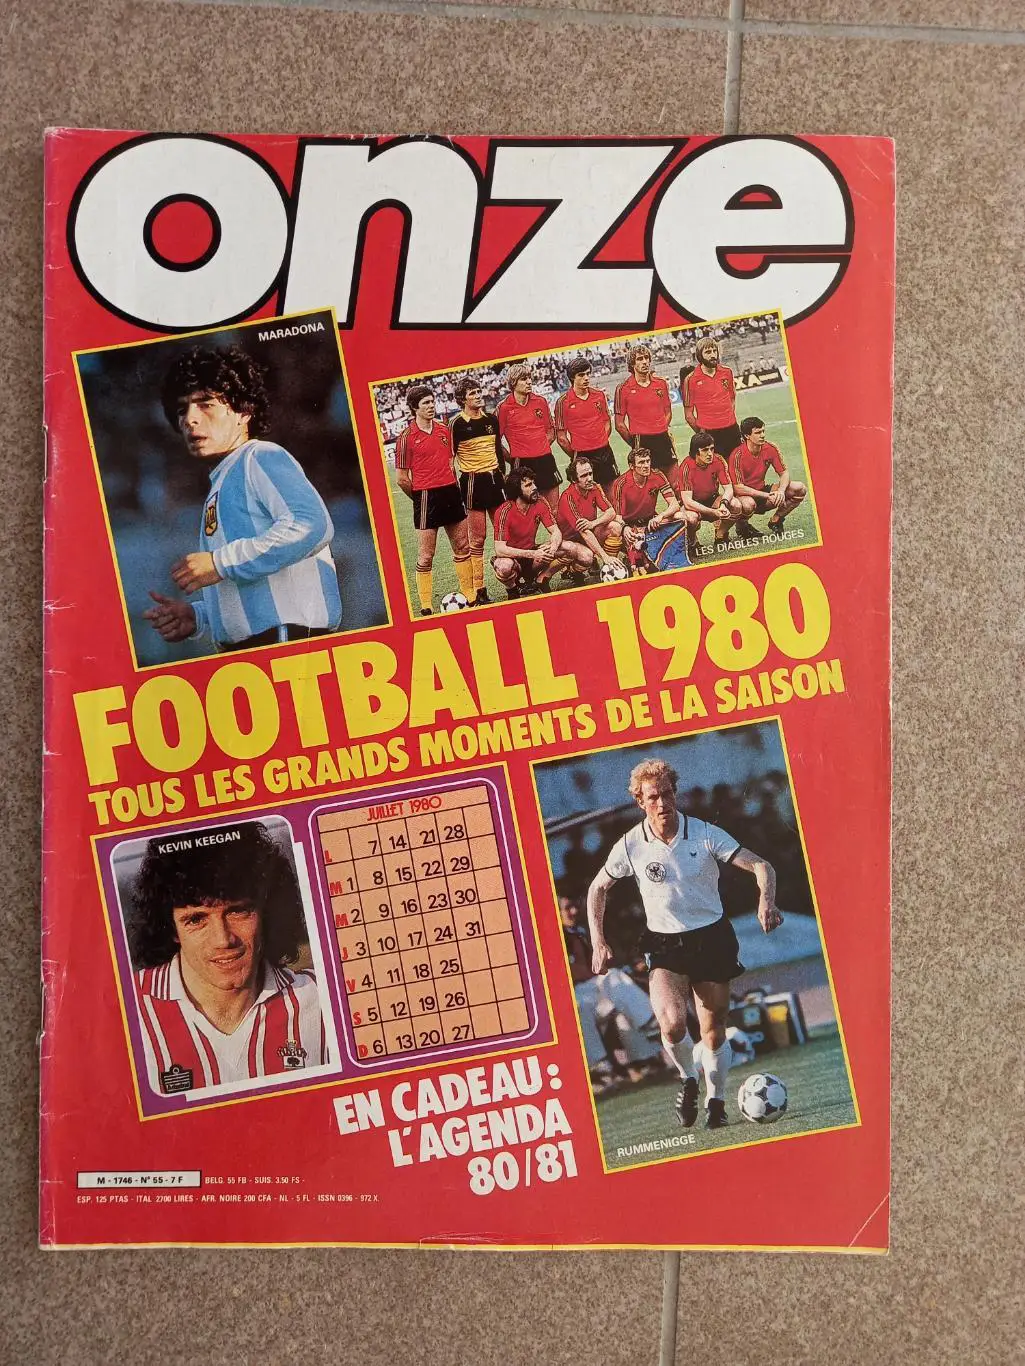 onze
MARADONA
LES DIABLES ROUGES
FOOTBALL 1980
TOUS LES GRANDS MOMENTS DE LA SAISON
KEVIN KEEGAN
JUILLET 1980
L 7 14 21 28
M 1 8 15 22 29
M 2 9 16 23 30
J 3 10 17 24 31
V 4 11 18 25
S 5 12 19 26
D 6 13 20 27
Admiral
EN CADEAU:
L'AGENDA
80/81
RUMMENIGGE
M - 1746 - N° 55 - 7 F
BELG. 55 FB - SUIS. 3.50 FS -
ESP. 125 PTAS - ITAL 2700 LIRES - AFR. NOIRE 200 CFA - NL - 5 FL - ISSN 0396 - 972 X.